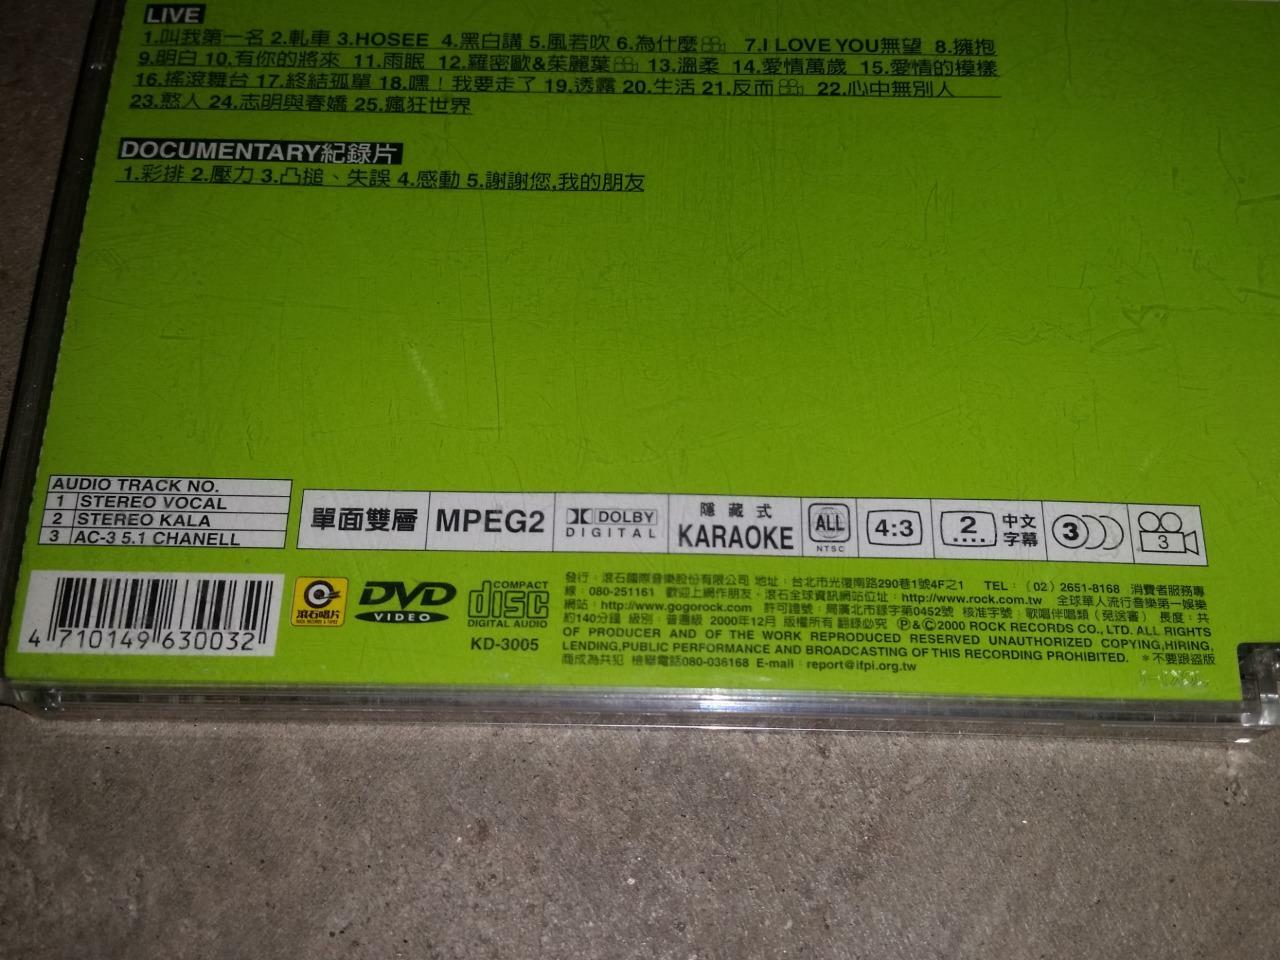 LIVE
1.叫我第一名 2.軋車 3.HOSEE 4.黑白講 5.風若吹 6.為什麼 7.I LOVE YOU無望 8.擁抱
9.明白 10.有你的將來 11.雨眠 12.羅密歐&茱麗葉 13.溫柔 14.愛情萬歲 15.愛情的模樣
16.搖滾舞台 17.終結孤單 18.嘿！我要走了 19.透露 20.生活 21.反而 22.心中無別人
23.憨人 24.志明與春嬌 25.瘋狂世界
DOCUMENTARY紀錄片
1.彩排 2.壓力 3.凸搥、失誤 4.感動 5.謝謝您,我的朋友
AUDIO TRACK NO.
1 STEREO VOCAL
2 STEREO KALA
3 AC-3 5.1 CHANELL
單面雙層 MPEG2 DOLBY DIGITAL 隱藏式 KARAOKE ALL NTSC 4:3 2 中文字幕 3 3
4 710149 630032
滾石唱片
ROCK RECORDS & TAPES
DVD VIDEO
COMPACT disc DIGITAL AUDIO
KD-3005
發行：滾石國際音樂股份有限公司 地址：台北市光復南路290巷1號4F之1 TEL：(02) 2651-8168 消費者服務專
線：080-251161 歡迎上網作朋友。滾石全球資訊網站位址：http://www.rock.com.tw 全球華人流行音樂第一娛樂
網站：http://www.gogorock.com 許可證號：局廣北市錄字第0452號 核准字號：歌唱伴唱類（免送審） 長度：共
約140分鐘 級別：普遍級 2000年12月 版權所有 翻錄必究 Ⓟ&©2000 ROCK RECORDS CO., LTD. ALL RIGHTS
OF PRODUCER AND OF THE WORK REPRODUCED RESERVED UNAUTHORIZED COPYING,HIRING,
LENDING,PUBLIC PERFORMANCE AND BROADCASTING OF THIS RECORDING PROHIBITED. *不要跟盜版
商成為共犯 檢舉電話080-036168 E-mail：report@ifpi.org.tw